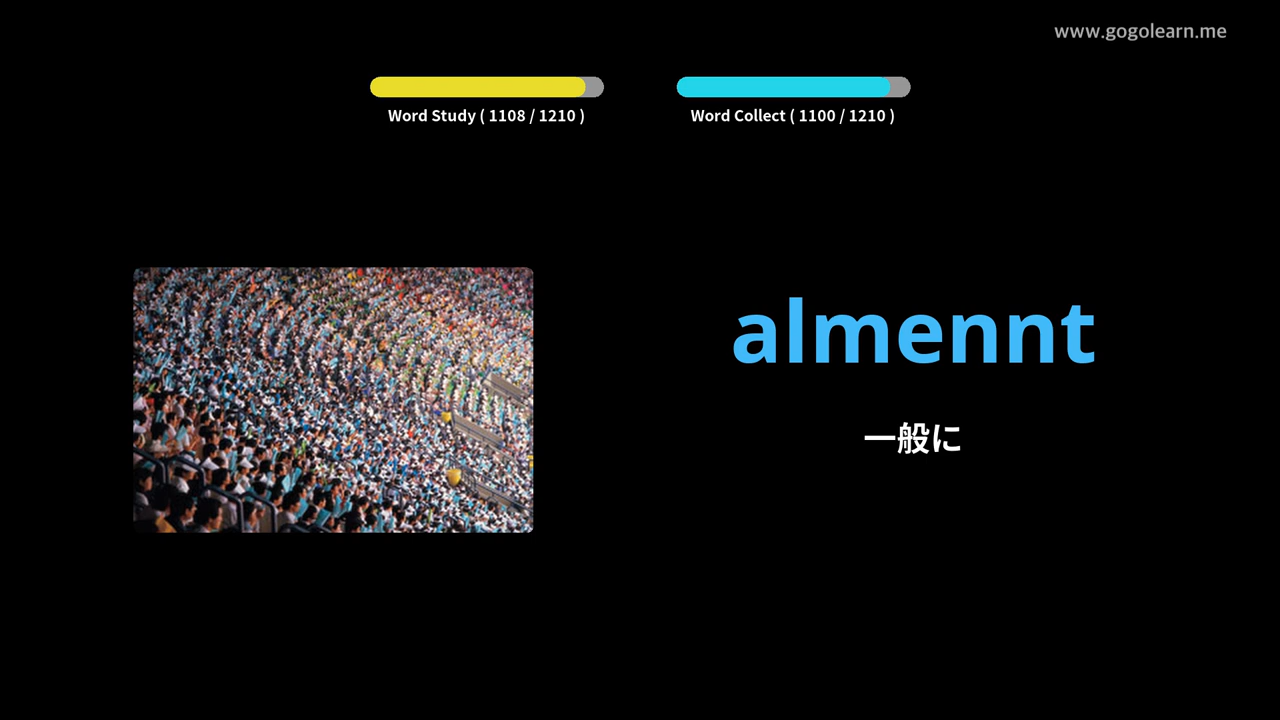 www.gogolearn.me
Word Study ( 1108 / 1210 )
Word Collect ( 1100 / 1210 )
almennt
一般に